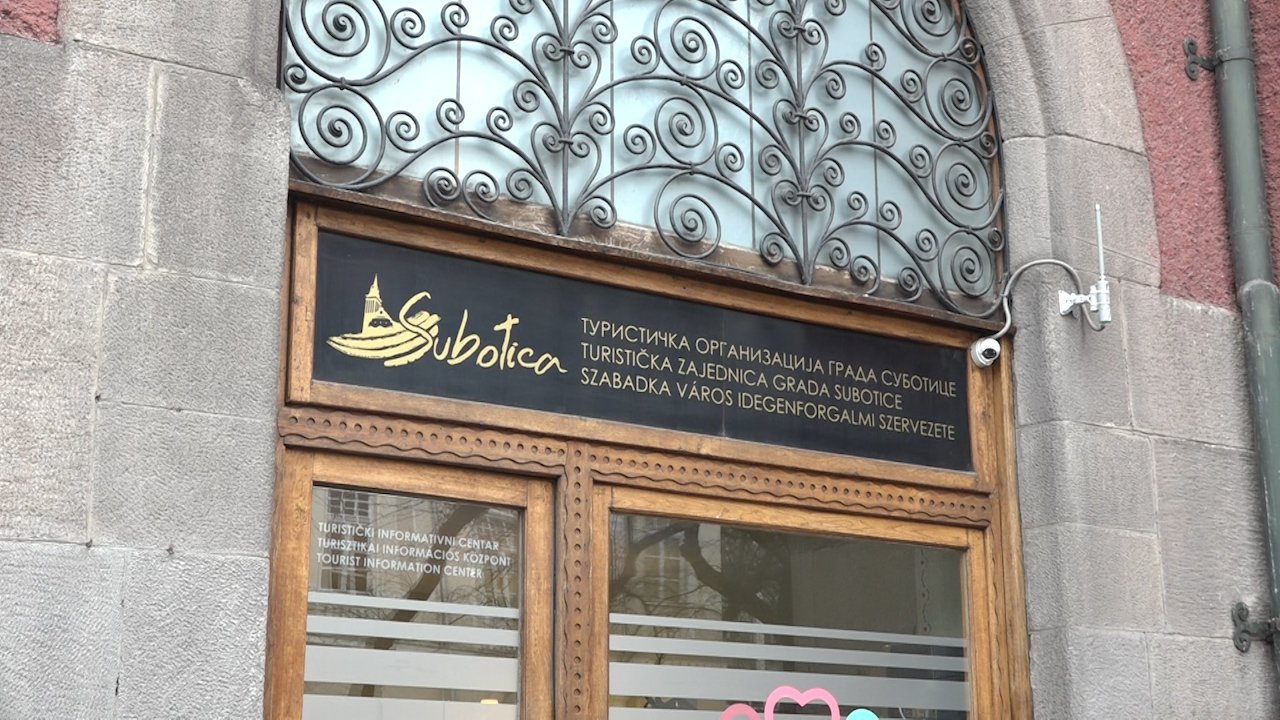 Subotica
ТУРИСТИЧКА ОРГАНИЗАЦИЈА ГРАДА СУБОТИЦЕ
TURISTIČKA ZAJEDNICA GRADA SUBOTICE
SZABADKA VÁROS IDEGENFORGALMI SZERVEZETE
TURISTIČKI INFORMATIVNI CENTAR
TURISZTIKAI INFORMÁCIÓS KÖZPONT
TOURIST INFORMATION CENTER